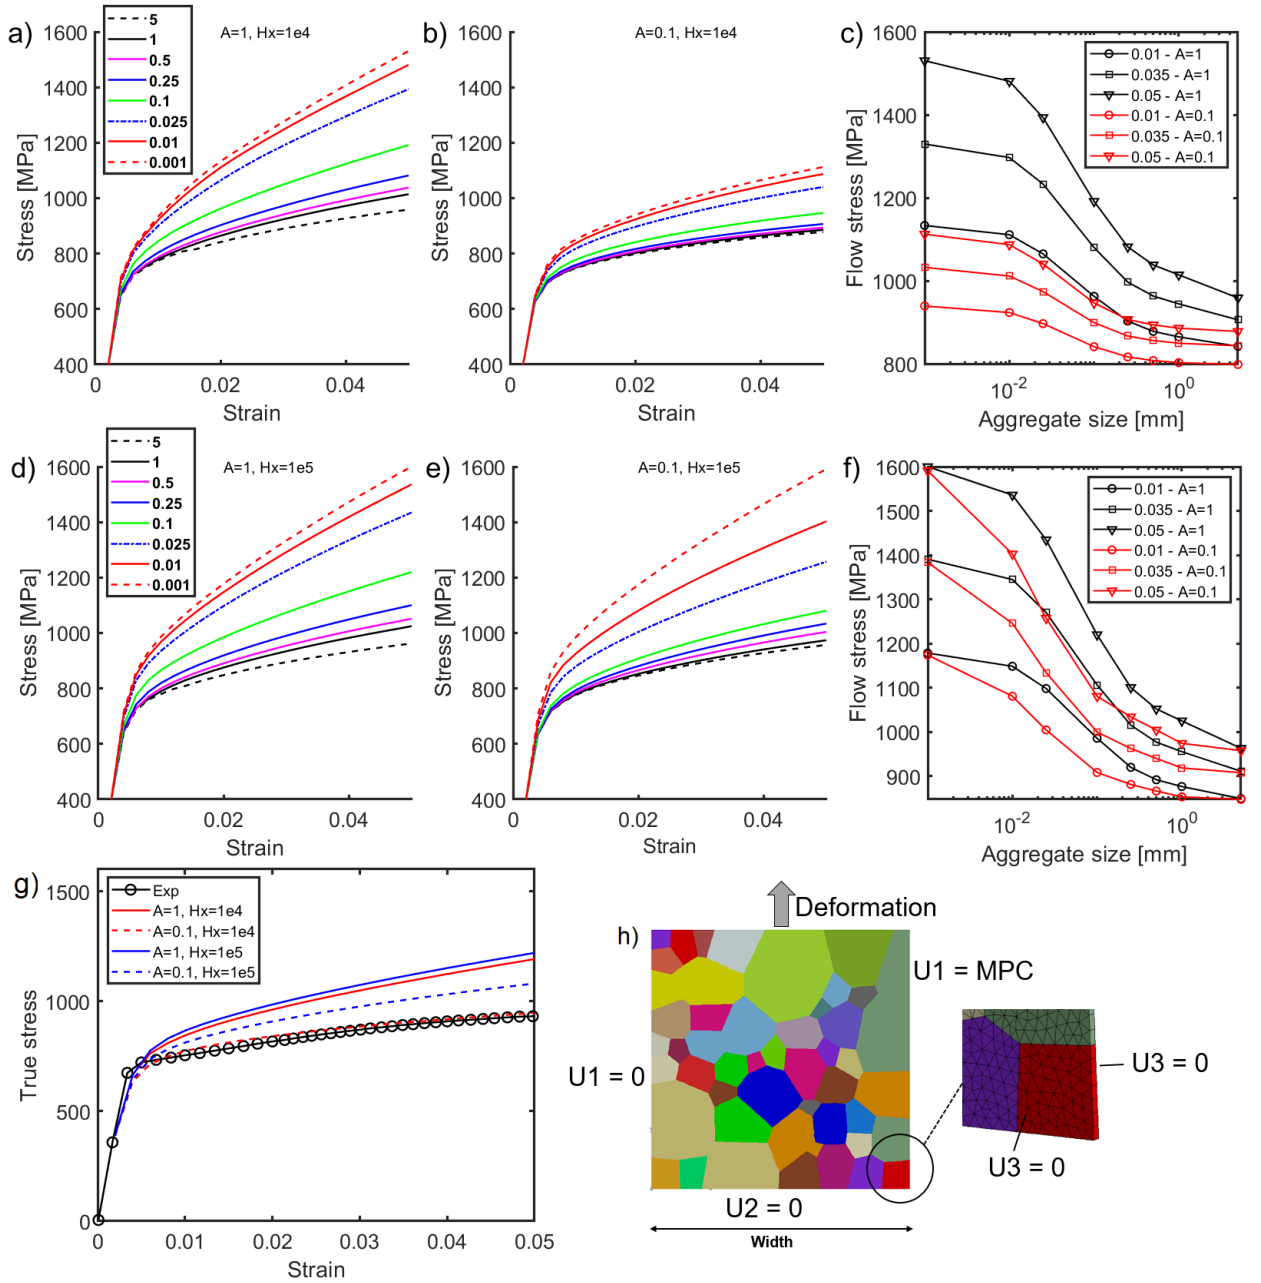 a)
5
1
0.5
0.25
0.1
0.025
0.01
0.001
A=1, Hx=1e4
1600
1400
1200
1000
800
600
400
Stress [MPa]
0
0.02
0.04
Strain
b)
A=0.1, Hx=1e4
1600
1400
1200
1000
800
600
400
Stress [MPa]
0
0.02
0.04
Strain
c)
0.01 - A=1
0.035 - A=1
0.05 - A=1
0.01 - A=0.1
0.035 - A=0.1
0.05 - A=0.1
1600
1400
1200
1000
800
Flow stress [MPa]
10-2
100
Aggregate size [mm]
d)
5
1
0.5
0.25
0.1
0.025
0.01
0.001
A=1, Hx=1e5
1600
1400
1200
1000
800
600
400
Stress [MPa]
0
0.02
0.04
Strain
e)
A=0.1, Hx=1e5
1600
1400
1200
1000
800
600
400
Stress [MPa]
0
0.02
0.04
Strain
f)
0.01 - A=1
0.035 - A=1
0.05 - A=1
0.01 - A=0.1
0.035 - A=0.1
0.05 - A=0.1
1600
1500
1400
1300
1200
1100
1000
900
Flow stress [MPa]
10-2
100
Aggregate size [mm]
g)
Exp
A=1, Hx=1e4
A=0.1, Hx=1e4
A=1, Hx=1e5
A=0.1, Hx=1e5
1500
1000
500
0
True stress
0
0.01
0.02
0.03
0.04
0.05
Strain
h)
Deformation
U1 = MPC
U1 = 0
U3 = 0
U3 = 0
U2 = 0
Width